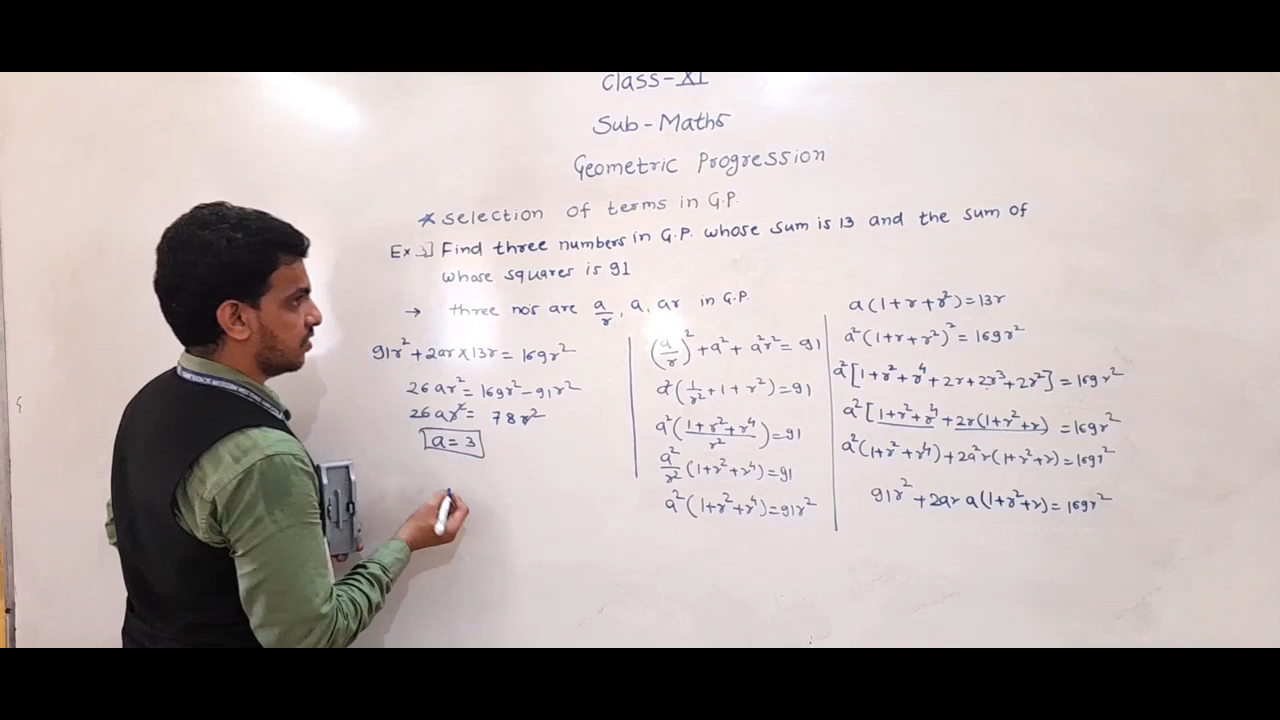 Class-XI
Sub-Maths
Geometric Progression
* Selection of terms in G.P.
Ex 3] Find three numbers in G.P. whose sum is 13 and the sum of
whose squares is 91
→ three no's are a/r, a, ar in G.P.
91r² + 2ar × 13r = 169r²
26ar² = 169r² - 91r²
26ar² = 78r²
a = 3
(a/r)² + a² + a²r² = 91
a²(1/r² + 1 + r²) = 91
a²((1+r²+r⁴)/r²) = 91
a²/r² (1+r²+r⁴) = 91
a²(1+r²+r⁴) = 91r²
a(1+r+r²) = 13r
a²(1+r+r²)² = 169r²
a²[1+r²+r⁴+2r+2r³+2r²] = 169r²
a²[1+r²+r⁴+2r(1+r²+r) = 169r²
a²(1+r²+r⁴)+2a²r(1+r²+r) = 169r²
91r² + 2ar a(1+r²+r) = 169r²